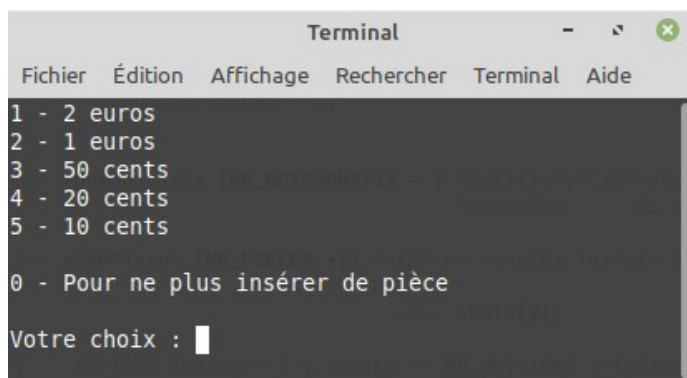 Terminal
Fichier Édition Affichage Rechercher Terminal Aide
1 - 2 euros
2 - 1 euros
3 - 50 cents
4 - 20 cents
5 - 10 cents
0 - Pour ne plus insérer de pièce
Votre choix :